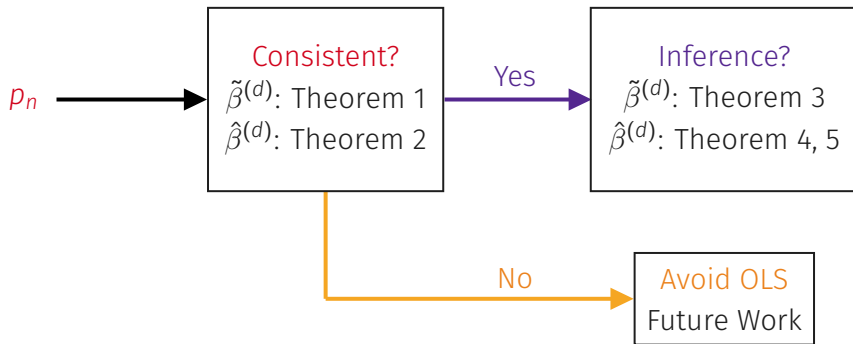 p_n
Consistent?
β̃^(d): Theorem 1
β̂^(d): Theorem 2
Yes
Inference?
β̃^(d): Theorem 3
β̂^(d): Theorem 4, 5
No
Avoid OLS
Future Work